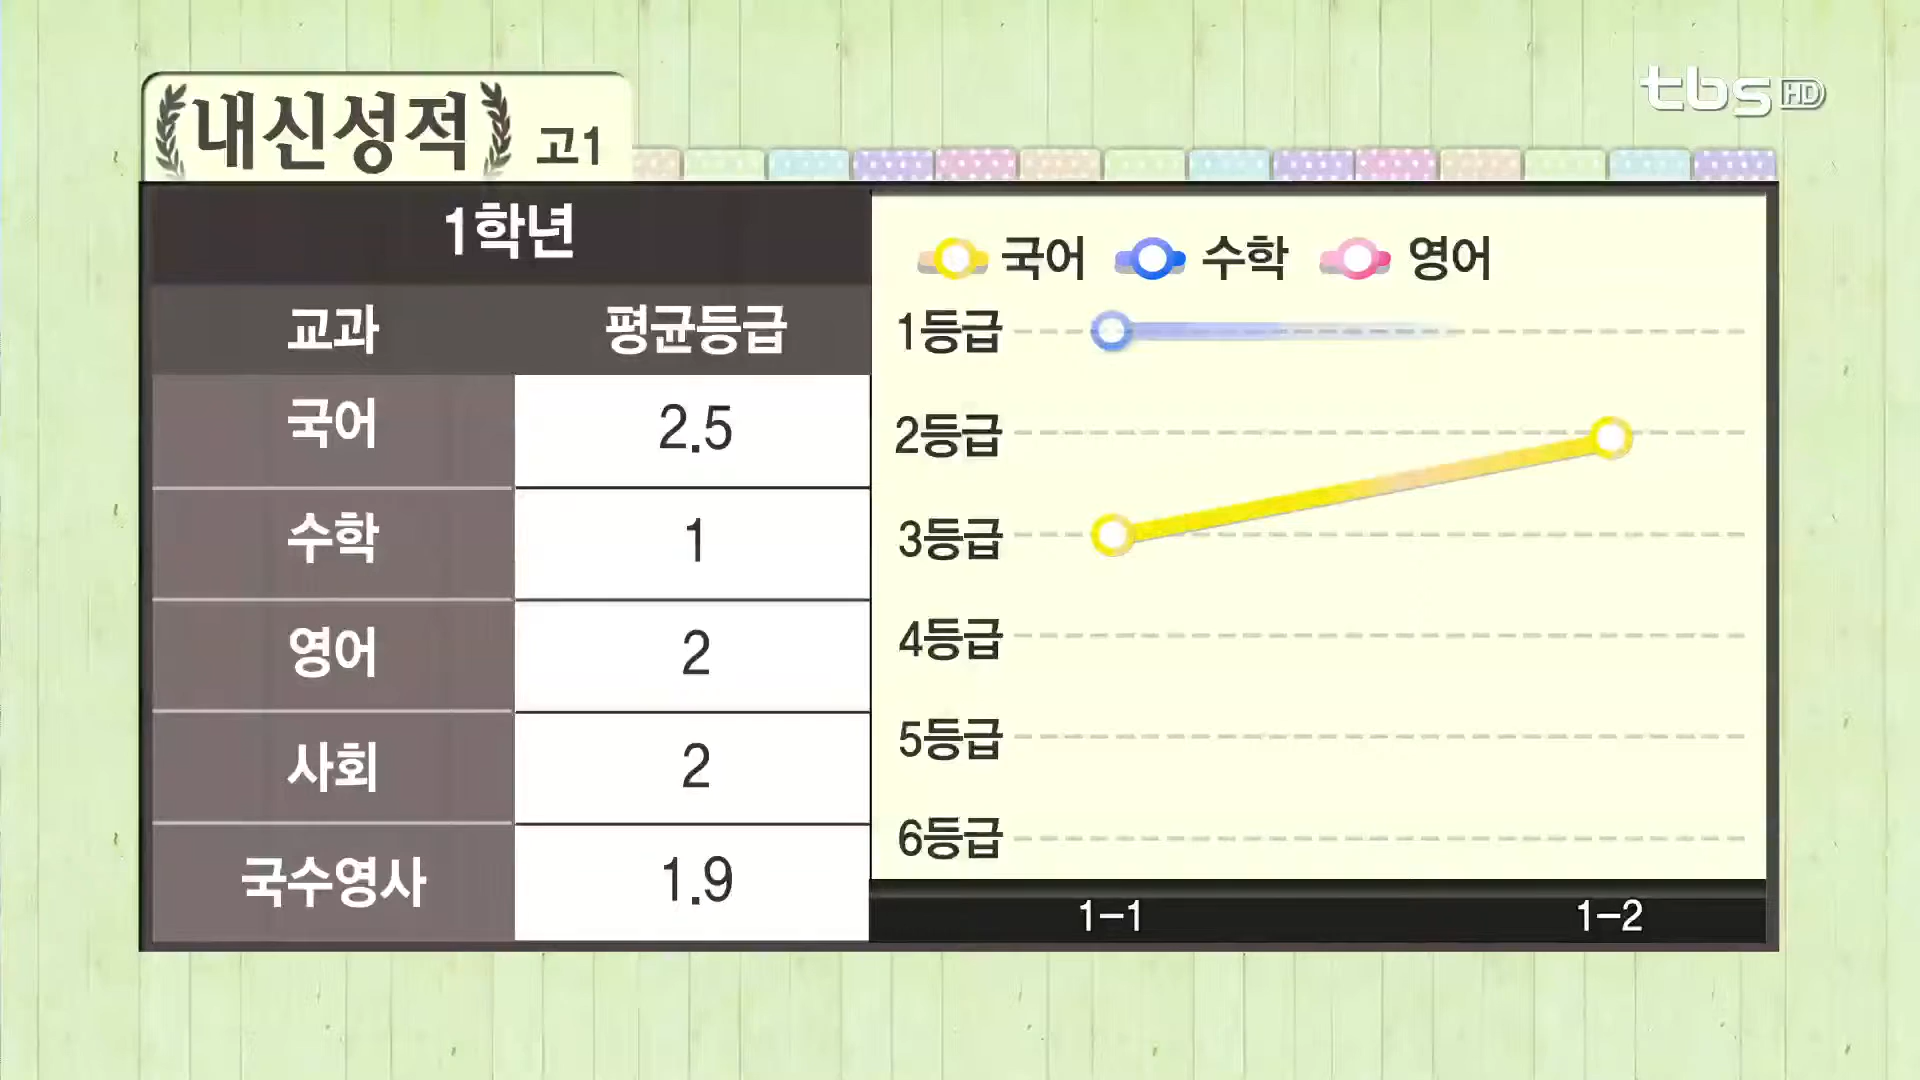 내신성적 고1
tbs HD
1학년
교과 평균등급
국어 2.5
수학 1
영어 2
사회 2
국수영사 1.9
국어 수학 영어
1등급
2등급
3등급
4등급
5등급
6등급
1-1 1-2